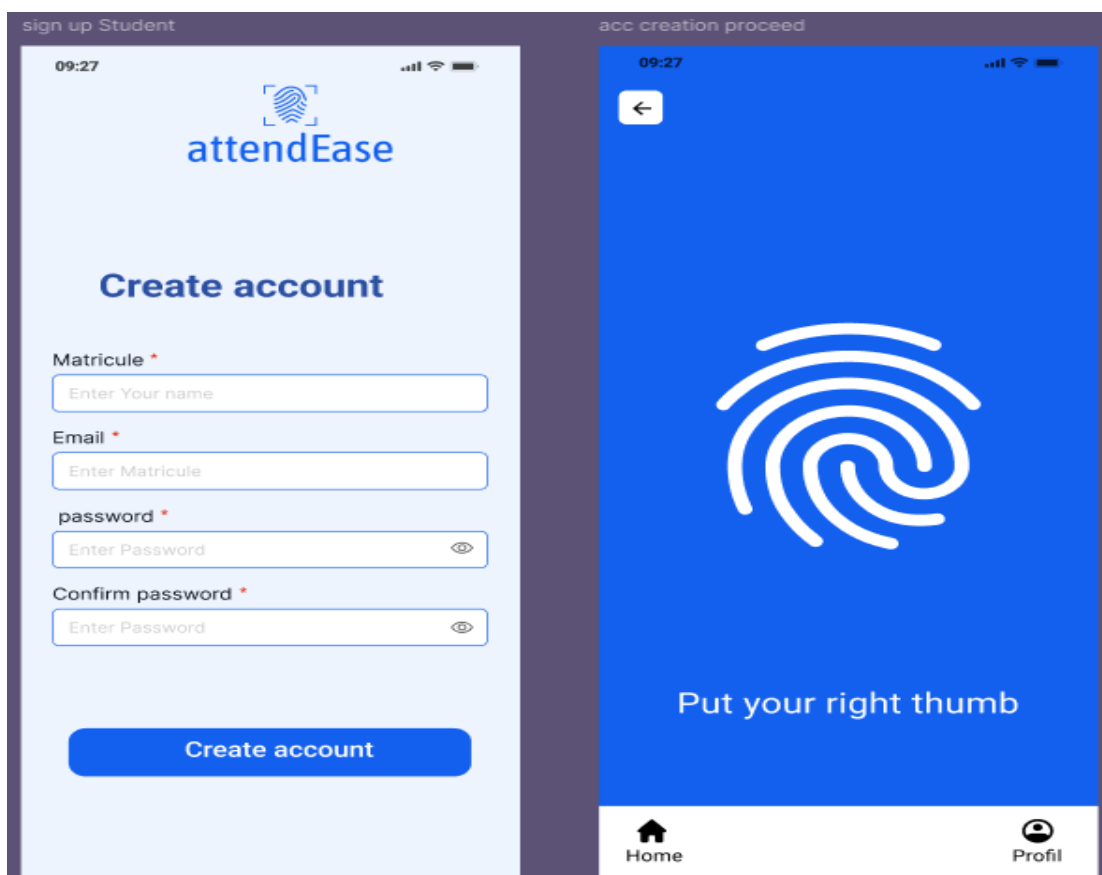 sign up Student
09:27
attendEase
Create account
Matricule *
Enter Your name
Email *
Enter Matricule
password *
Enter Password
Confirm password *
Enter Password
Create account
acc creation proceed
09:27
Put your right thumb
Home
Profil